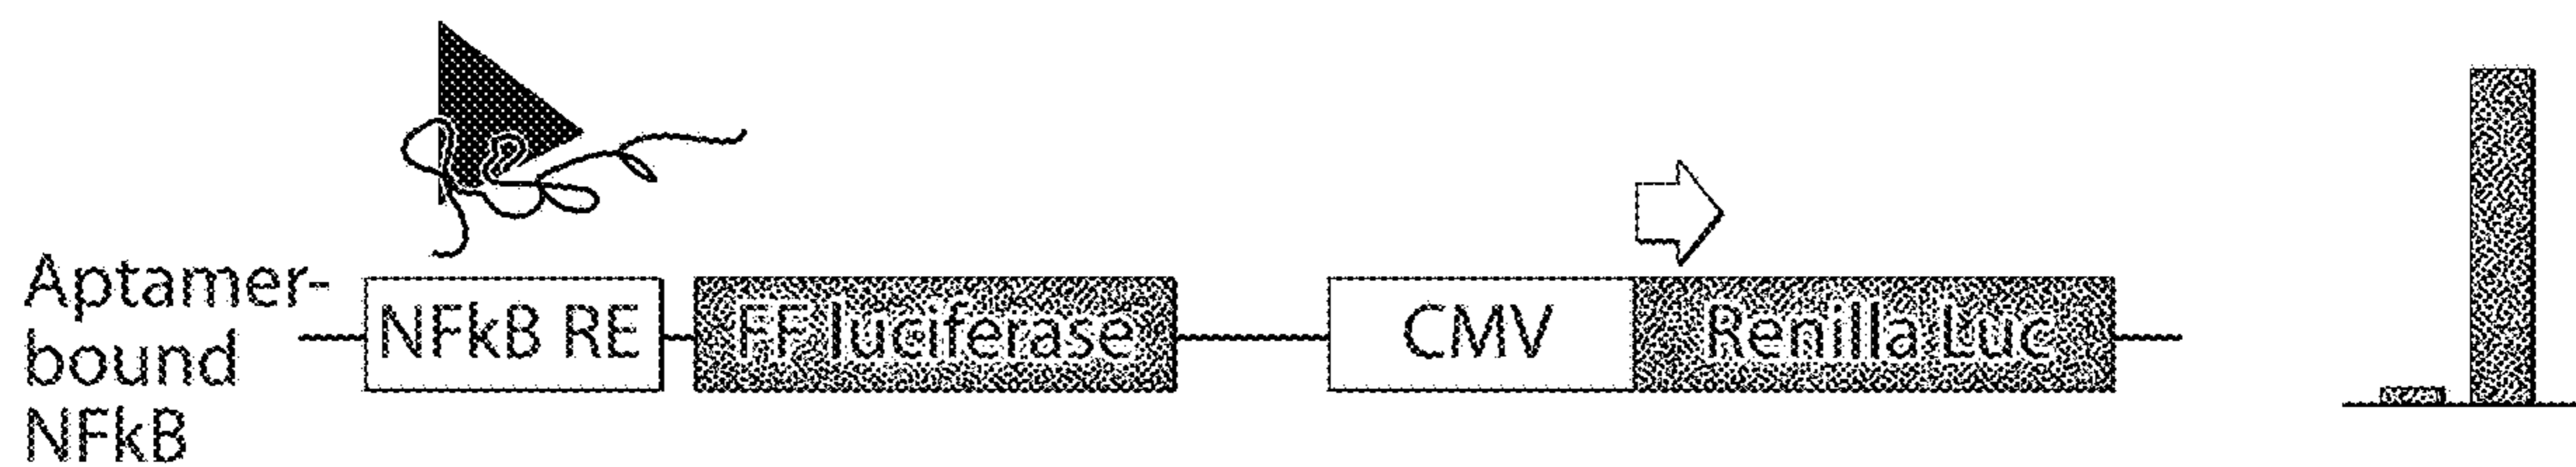 Aptamer-
bound
NFkB
NFkB RE
FF luciferase
CMV
Renilla Luc